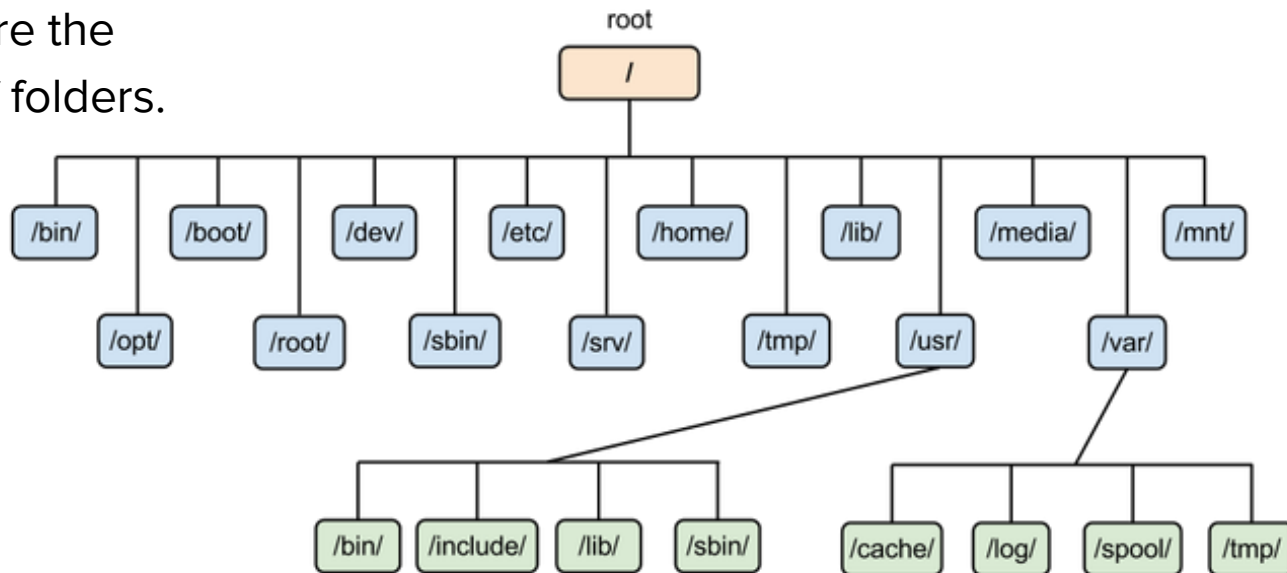 re the
folders.
root
/
/bin/
/boot/
/dev/
/etc/
/home/
/lib/
/media/
/mnt/
/opt/
/root/
/sbin/
/srv/
/tmp/
/usr/
/var/
/bin/
/include/
/lib/
/sbin/
/cache/
/log/
/spool/
/tmp/